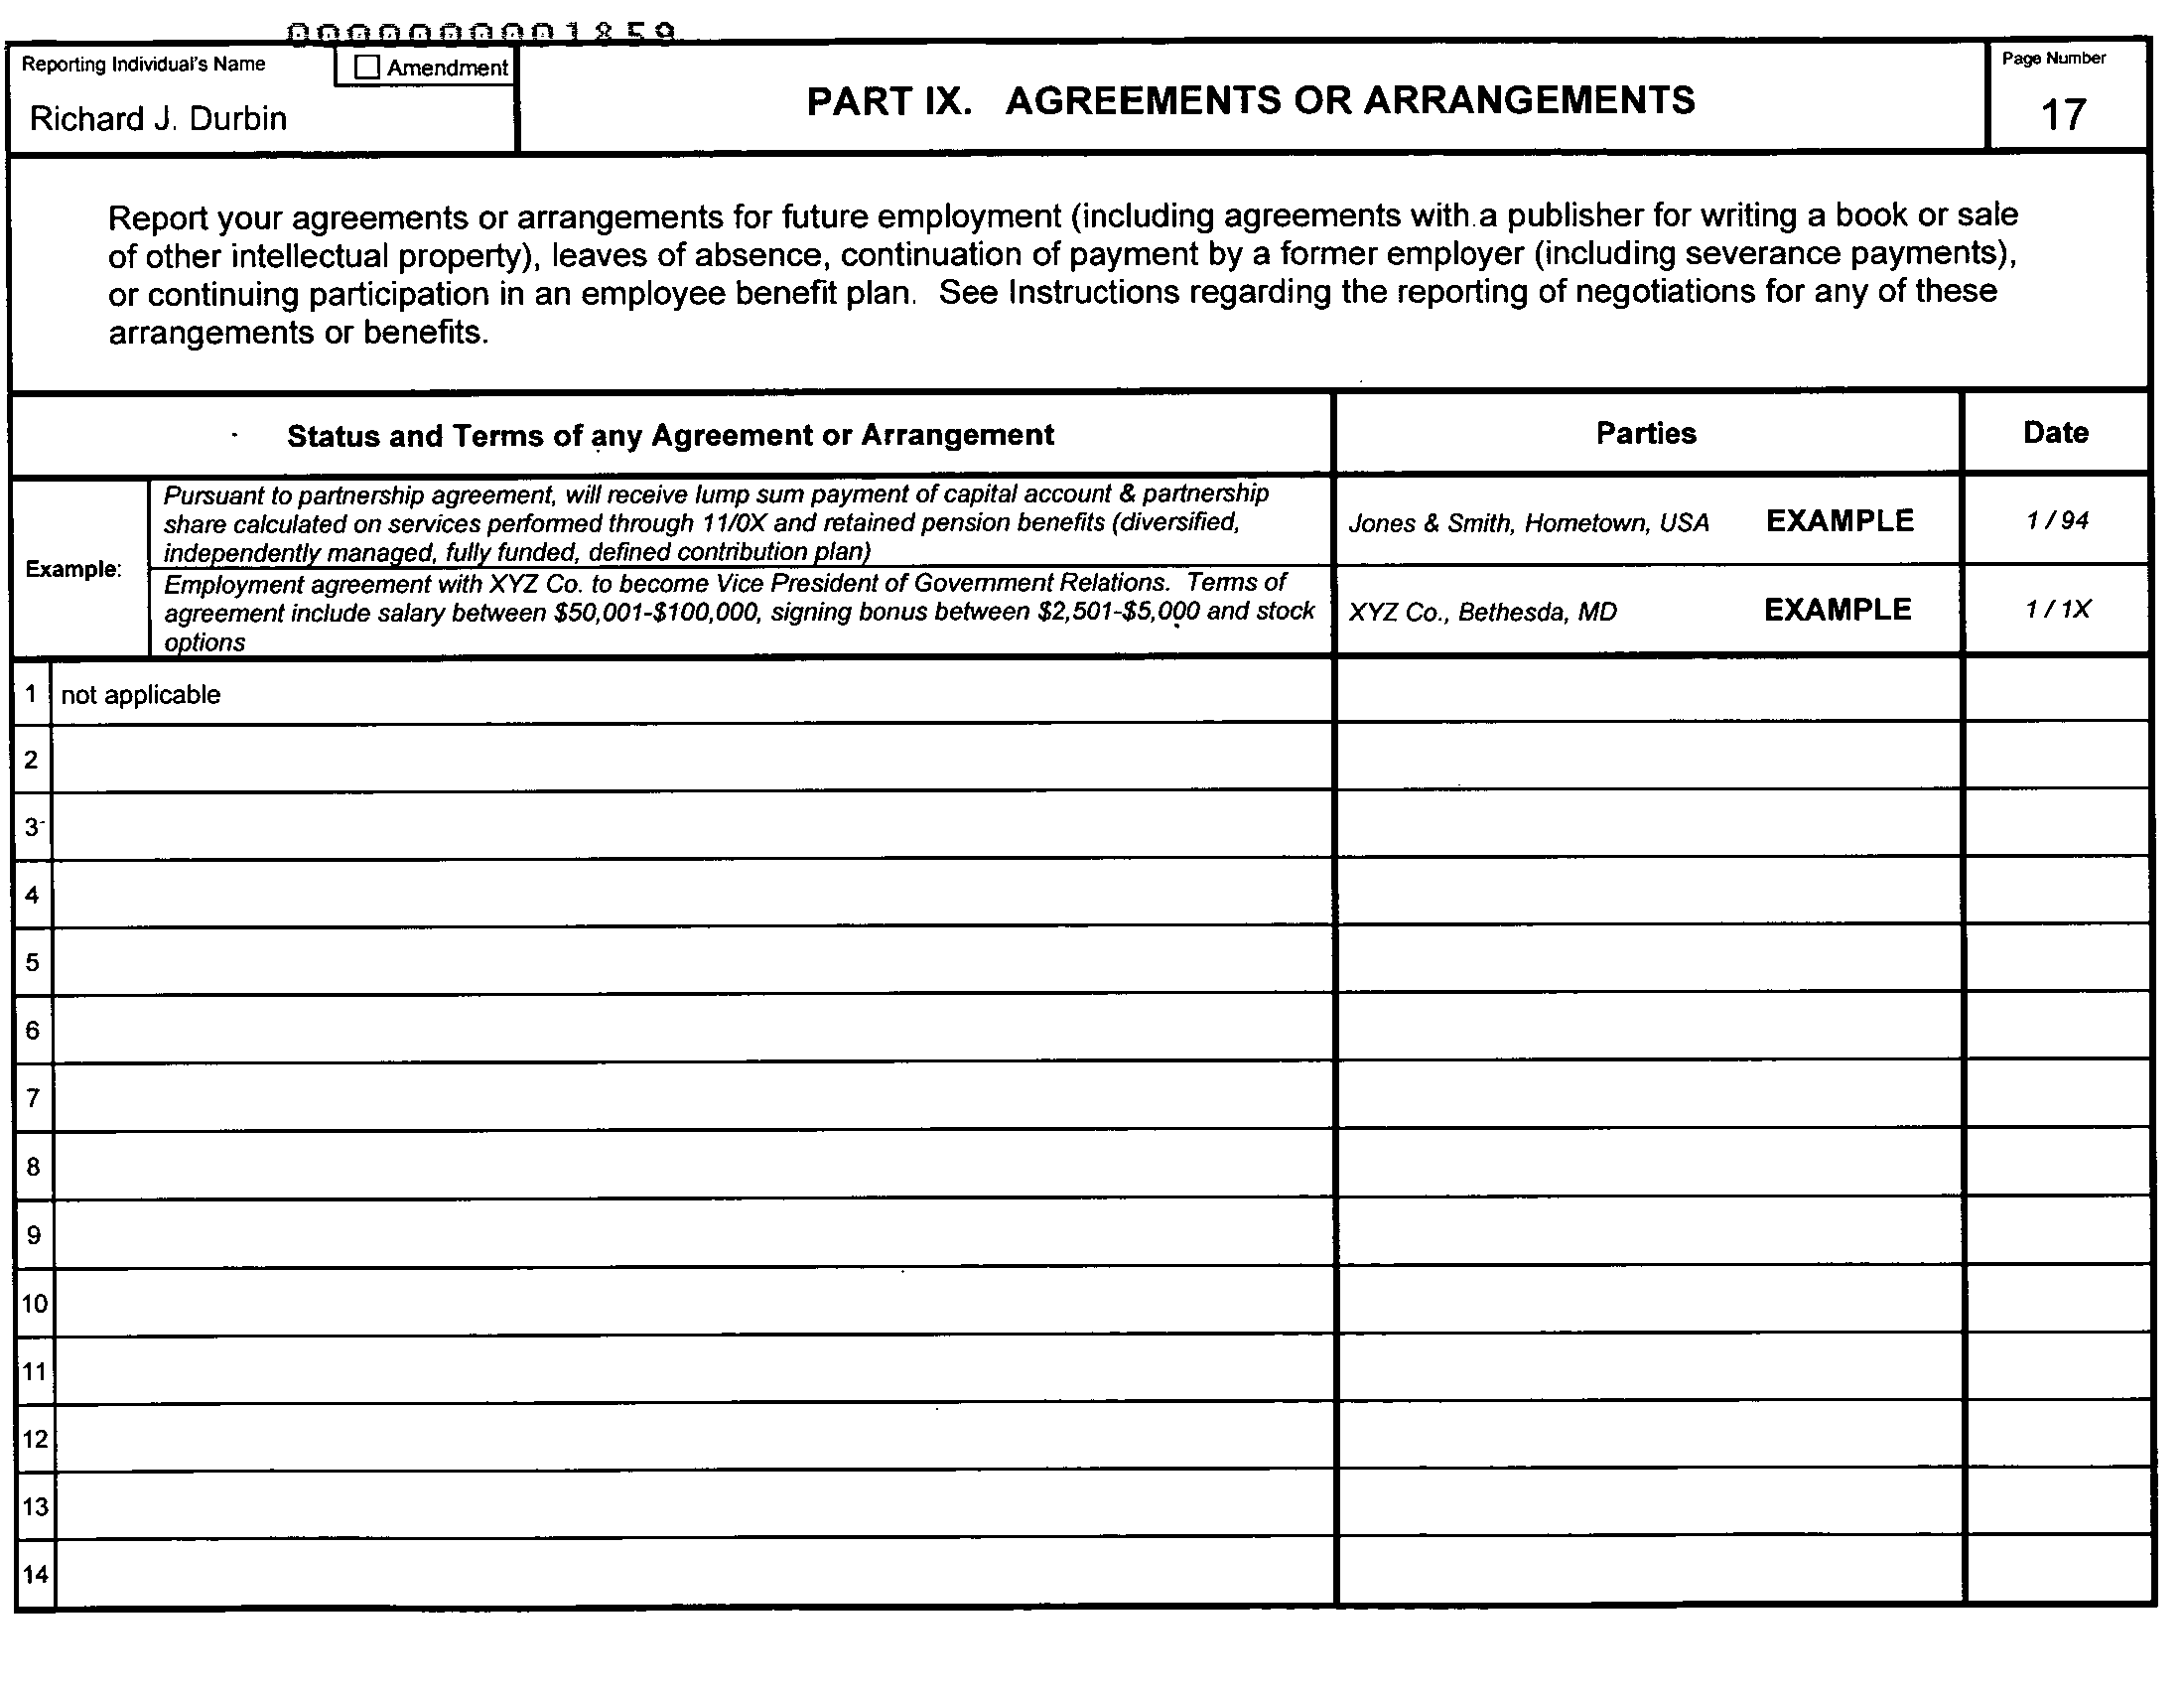 0000000001859
Reporting Individual's Name
Amendment
Richard J. Durbin
PART IX. AGREEMENTS OR ARRANGEMENTS
Page Number
17
Report your agreements or arrangements for future employment (including agreements with a publisher for writing a book or sale
of other intellectual property), leaves of absence, continuation of payment by a former employer (including severance payments),
or continuing participation in an employee benefit plan. See Instructions regarding the reporting of negotiations for any of these
arrangements or benefits.
Status and Terms of any Agreement or Arrangement
Parties
Date
Example:
Pursuant to partnership agreement, will receive lump sum payment of capital account & partnership
share calculated on services performed through 11/0X and retained pension benefits (diversified,
independently managed, fully funded, defined contribution plan)
Jones & Smith, Hometown, USA EXAMPLE
1 / 94
Employment agreement with XYZ Co. to become Vice President of Government Relations. Terms of
agreement include salary between $50,001-$100,000, signing bonus between $2,501-$5,000 and stock
options
XYZ Co., Bethesda, MD EXAMPLE
1 / 1X
1 not applicable
2
3
4
5
6
7
8
9
10
11
12
13
14